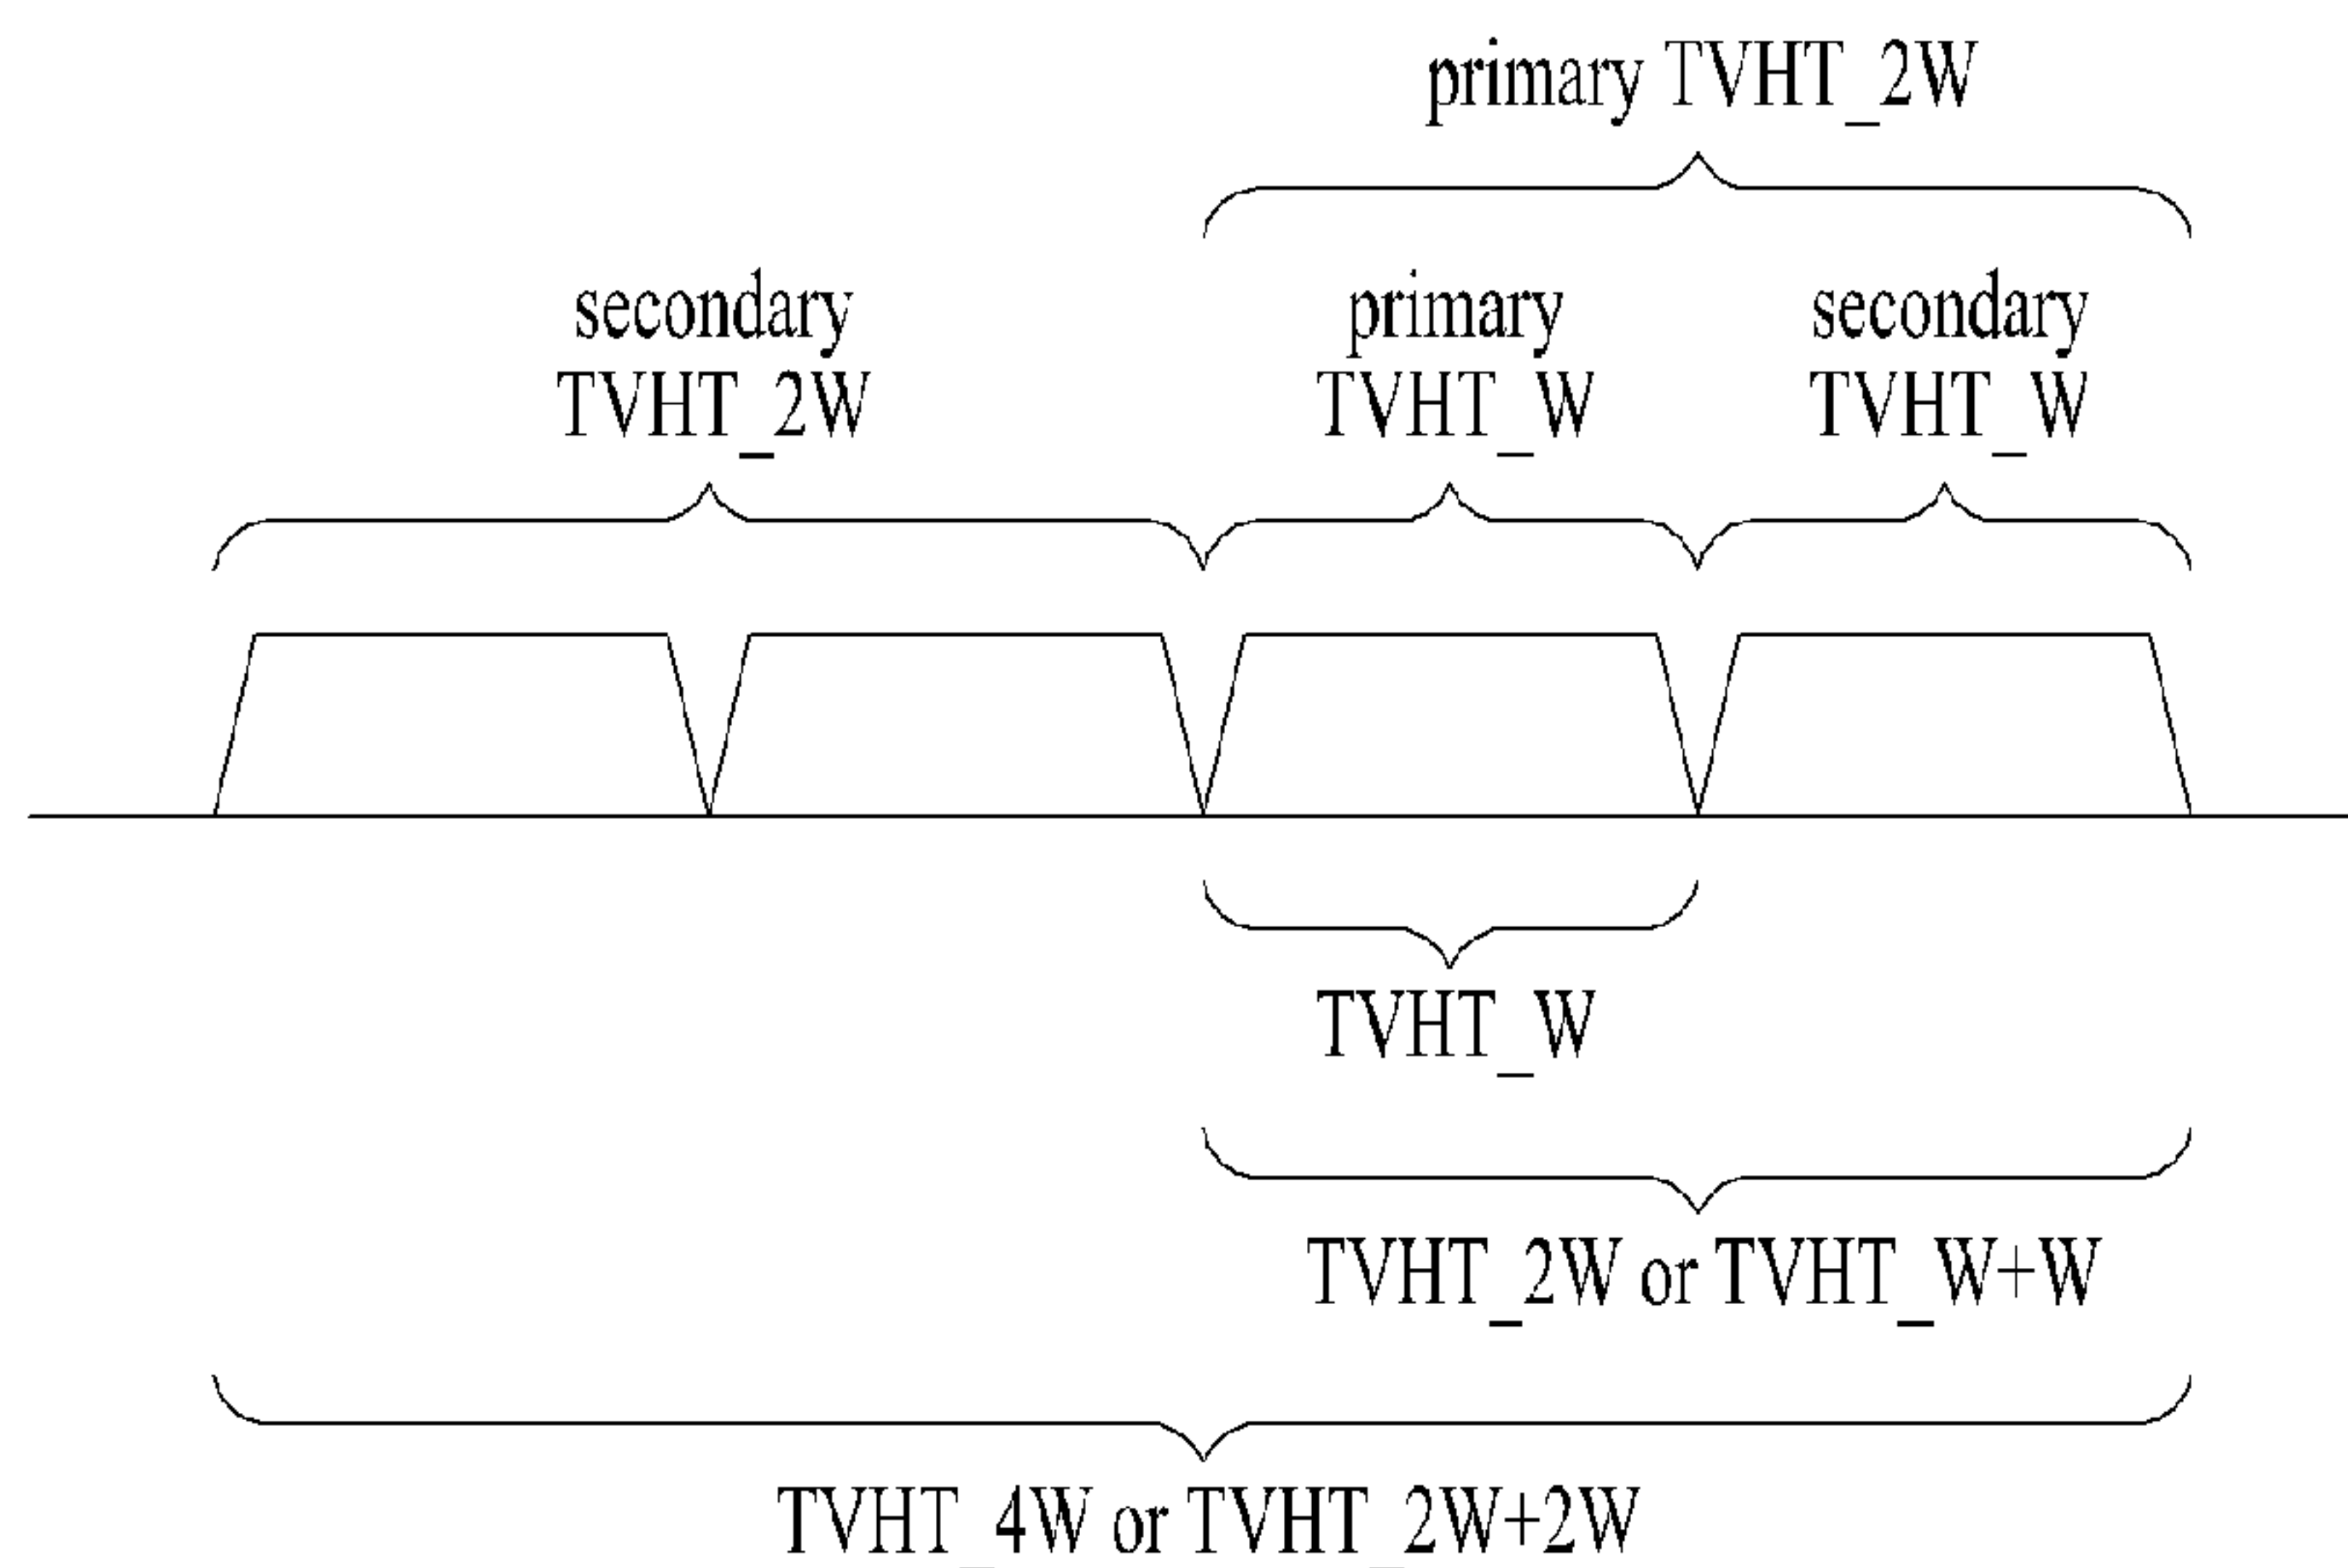 primary TVHT_2W
secondary
TVHT_2W
primary
TVHT_W
secondary
TVHT_W
TVHT_W
TVHT_2W or TVHT_W+W
TVHT_4W or TVHT_2W+2W